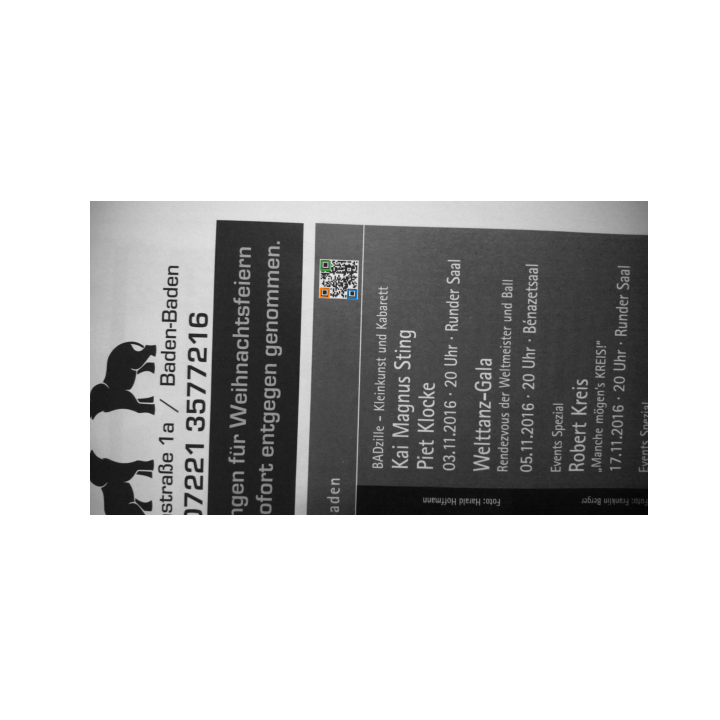 straße 1a / Baden-Baden
07221 3577216
ngen für Weihnachtsfeiern
ofort entgegen genommen.
aden
BADzille – Kleinkunst und Kabarett
Kai Magnus Sting
Piet Klocke
03.11.2016 · 20 Uhr · Runder Saal
Welttanz-Gala
Rendezvous der Weltmeister und Ball
05.11.2016 · 20 Uhr · Bénazetsaal
Events Spezial
Robert Kreis
„Manche mögen's KREIS!"
17.11.2016 · 20 Uhr · Runder Saal
Events Spezial
Foto: Harald Hoffmann
Foto: Franklin Berger